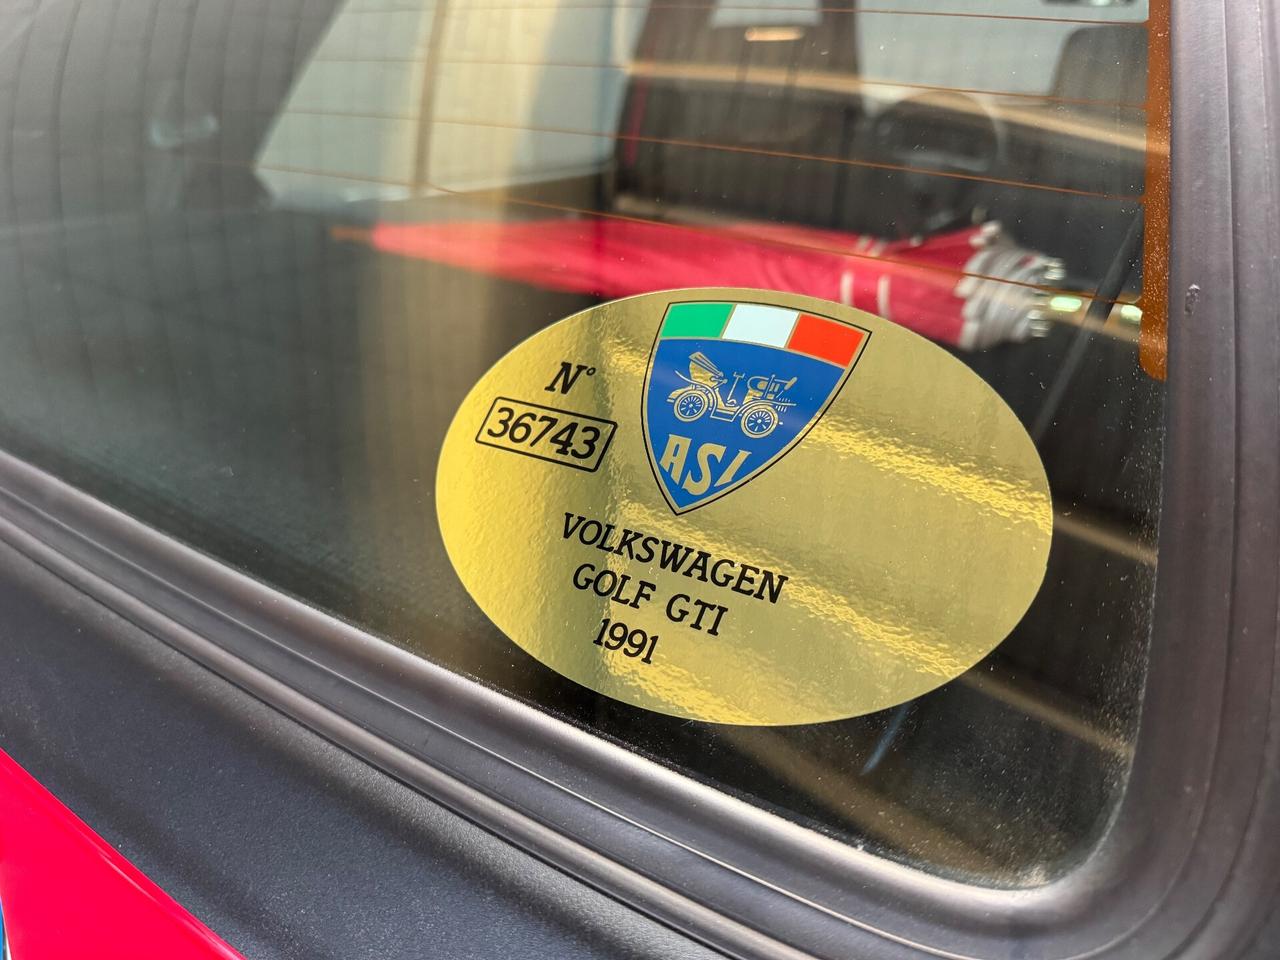 N°
36743
ASI
VOLKSWAGEN
GOLF GTI
1991